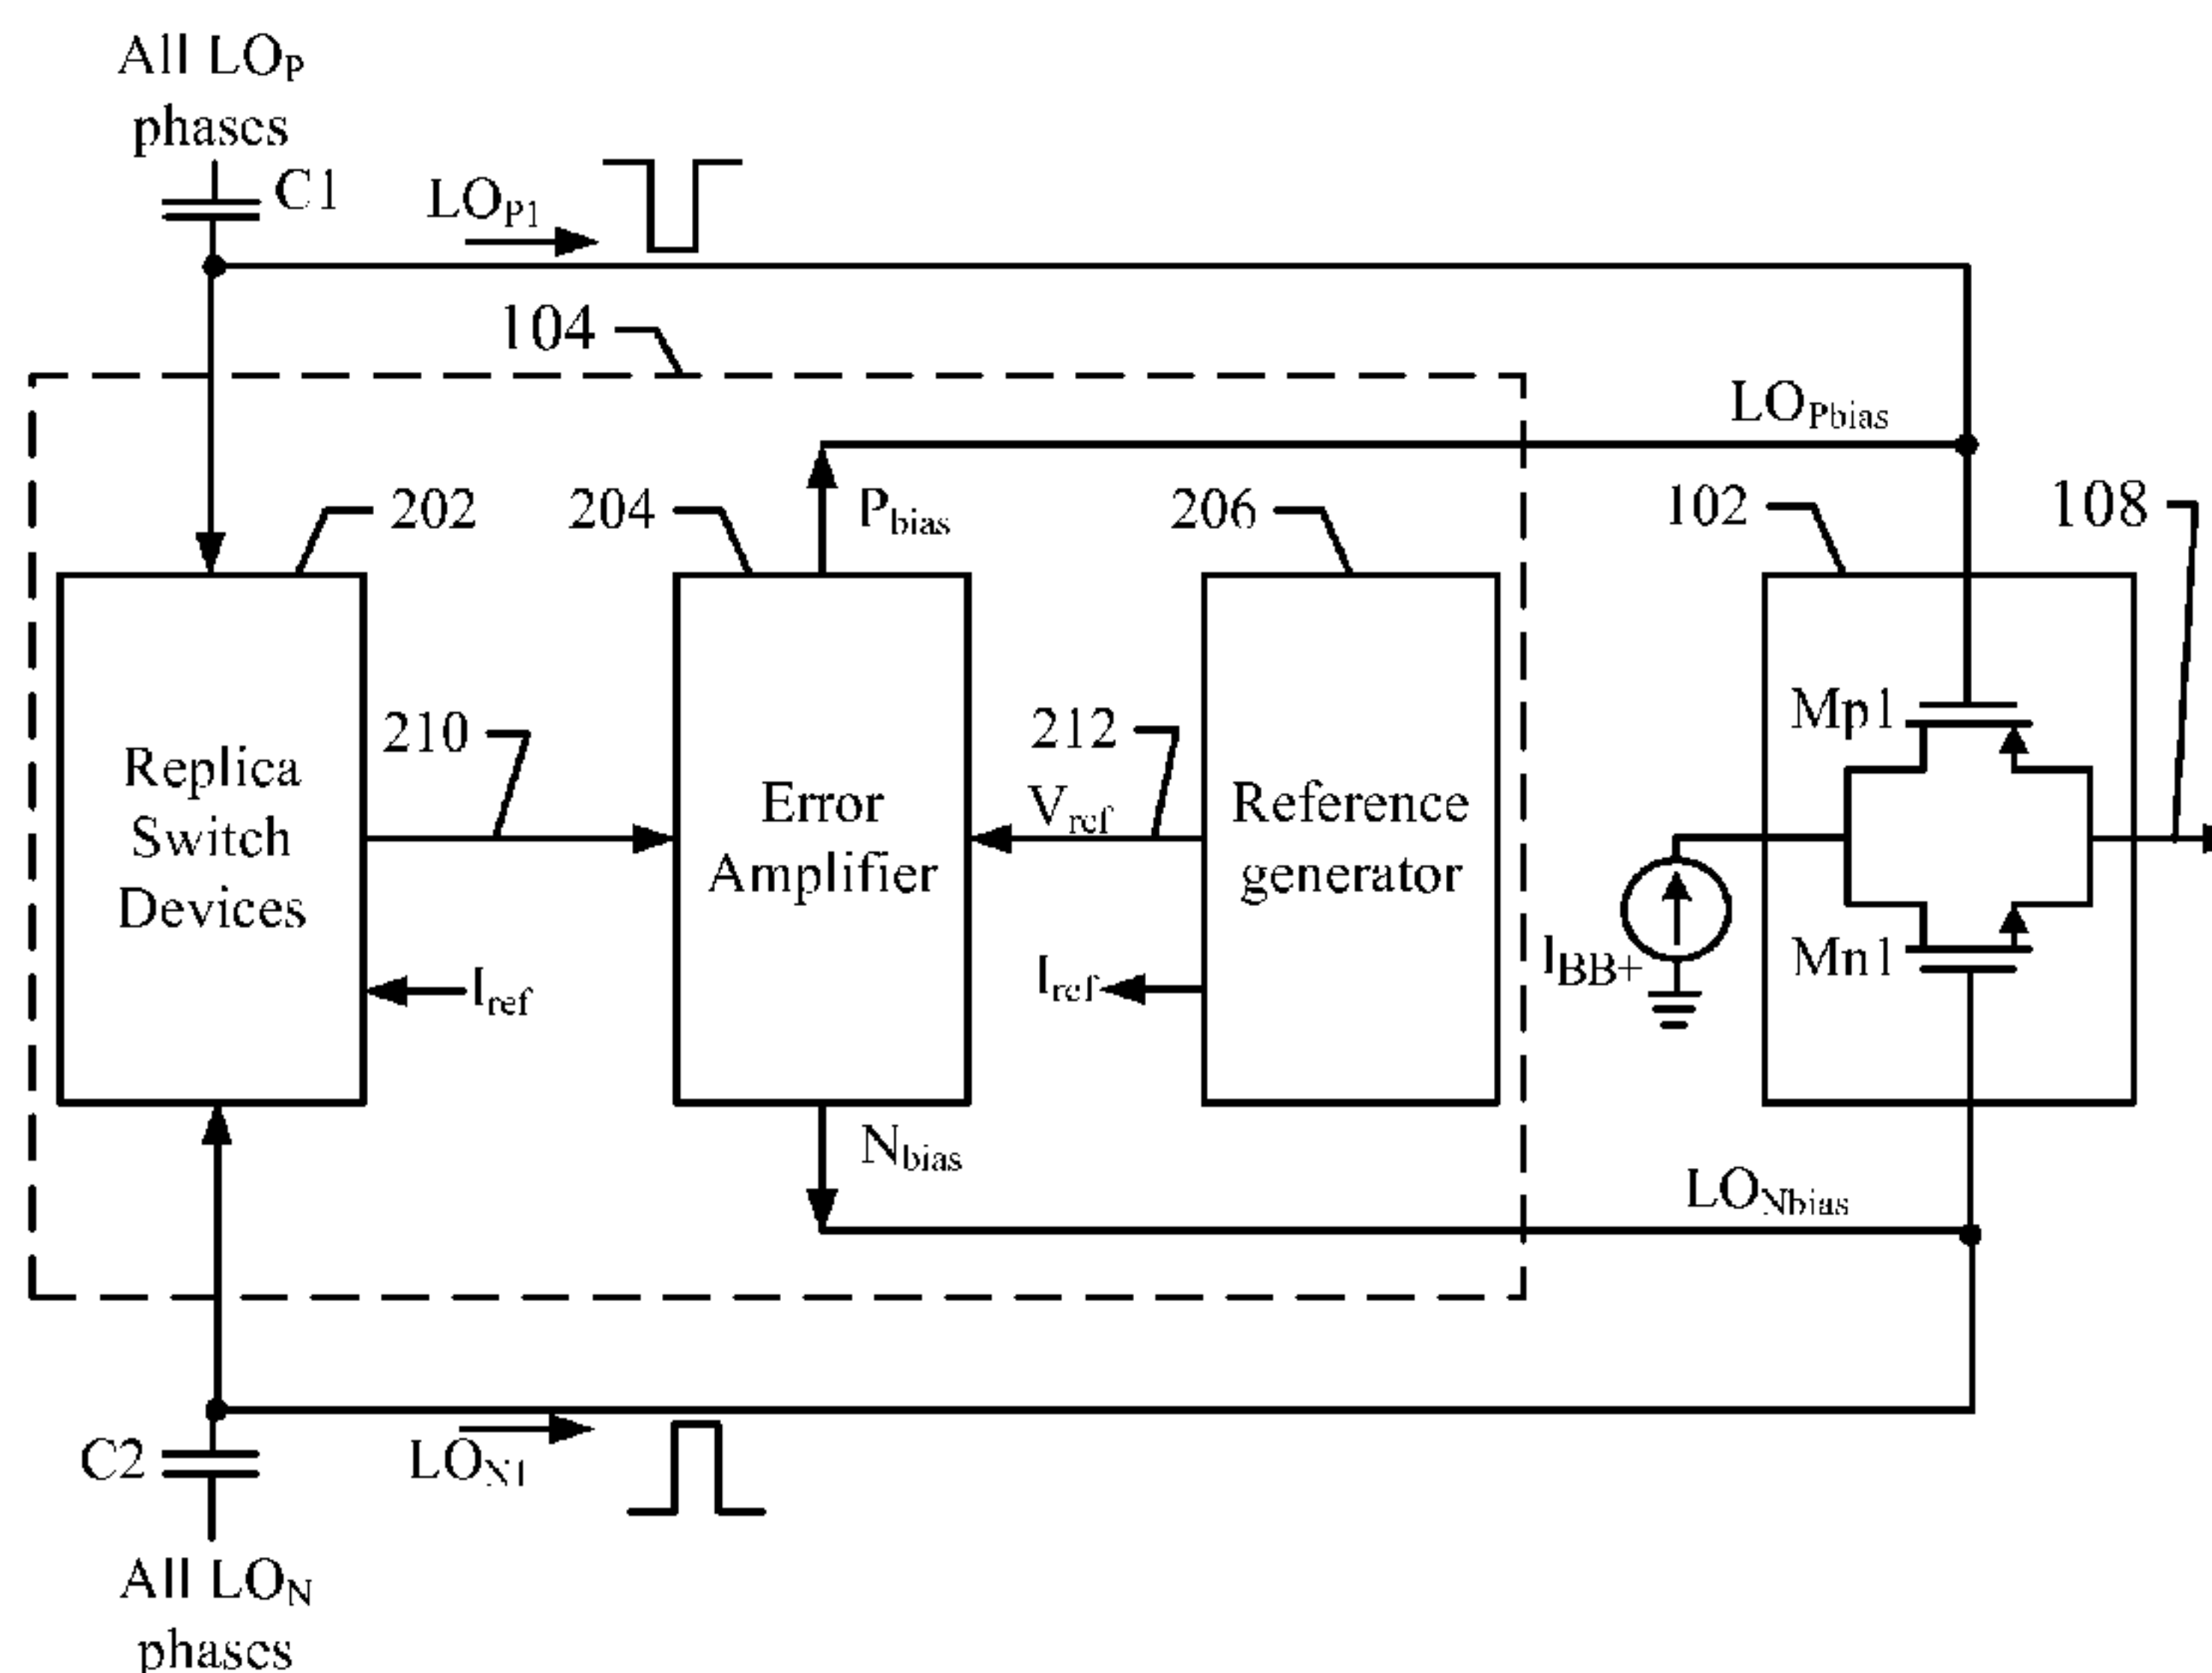 All LOP
phases
C1
LOP1
104
LOPbias
202
204
Pbias
206
102
108
210
212
Mp1
Replica
Switch
Devices
Error
Amplifier
Vref
Reference
generator
Iref
Iref
IBB+
Mn1
Nbias
LONbias
C2
LON1
All LON
phases